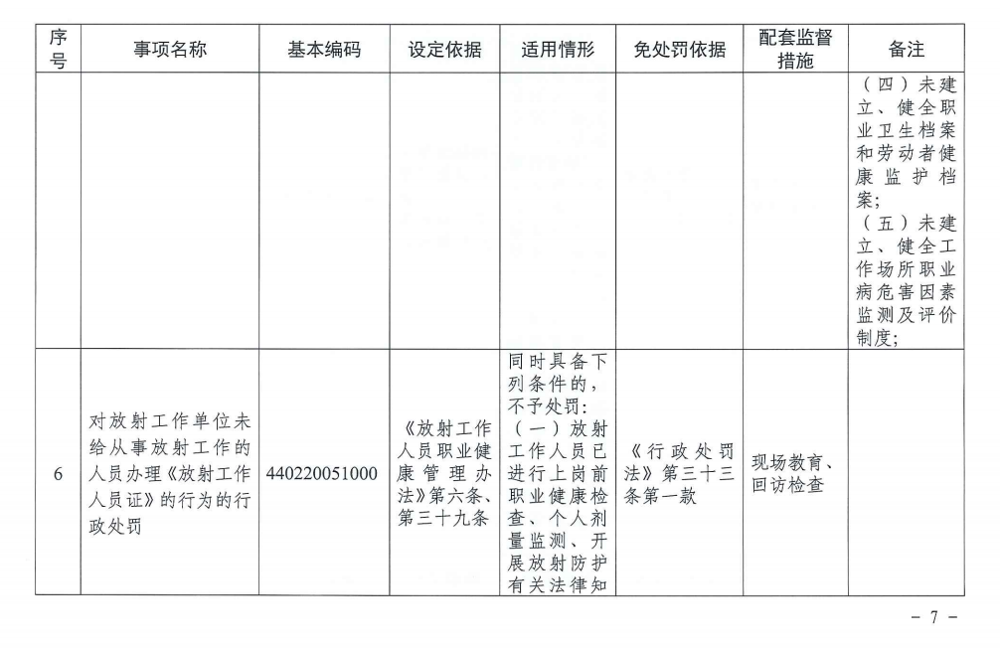 序号
事项名称
基本编码
设定依据
适用情形
免处罚依据
配套监督
措施
备注
（四）未建
立、健全职
业卫生档案
和劳动者健
康监护档
案；
（五）未建
立、健全工
作场所职业
病危害因素
监测及评价
制度；
6
对放射工作单位未
给从事放射工作的
人员办理《放射工作
人员证》的行为的行
政处罚
440220051000
《放射工作
人员职业健
康管理办
法》第六条、
第三十九条
同时具备下
列条件的，
不予处罚：
（一）放射
工作人员已
进行上岗前
职业健康检
查、个人剂
量监测、开
展放射防护
有关法律知
《行政处罚
法》第三十三
条第一款
现场教育、
回访检查
- 7 -